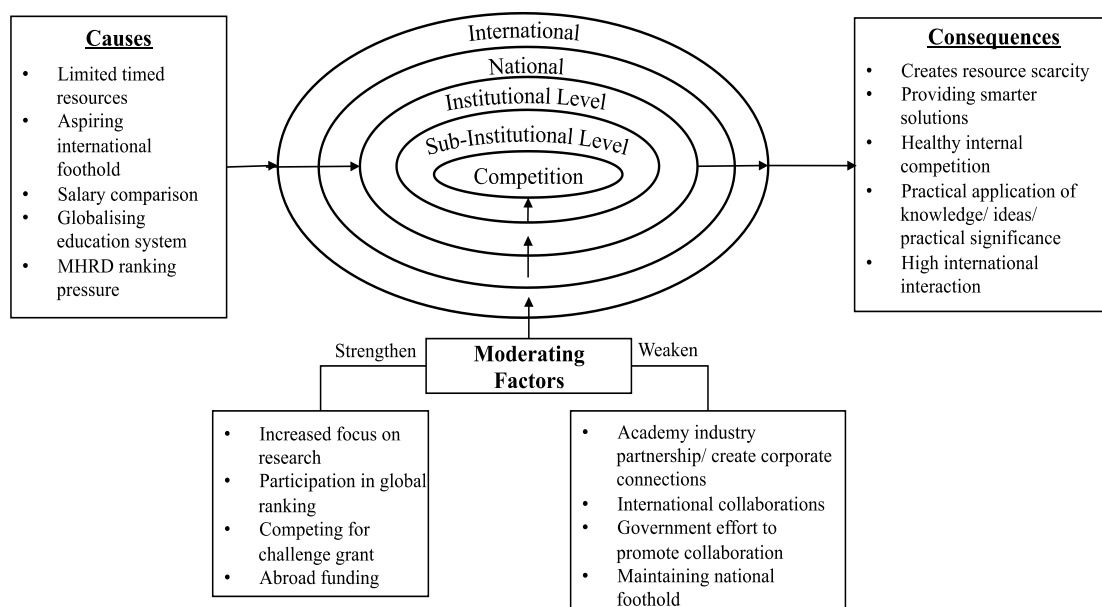 Causes
• Limited timed
resources
• Aspiring
international
foothold
• Salary comparison
• Globalising
education system
• MHRD ranking
pressure
International
National
Institutional Level
Sub-Institutional Level
Competition
Consequences
• Creates resource scarcity
• Providing smarter
solutions
• Healthy internal
competition
• Practical application of
knowledge/ ideas/
practical significance
• High international
interaction
Strengthen
Moderating
Factors
Weaken
• Increased focus on
research
• Participation in global
ranking
• Competing for
challenge grant
• Abroad funding
• Academy industry
partnership/ create corporate
connections
• International collaborations
• Government effort to
promote collaboration
• Maintaining national
foothold